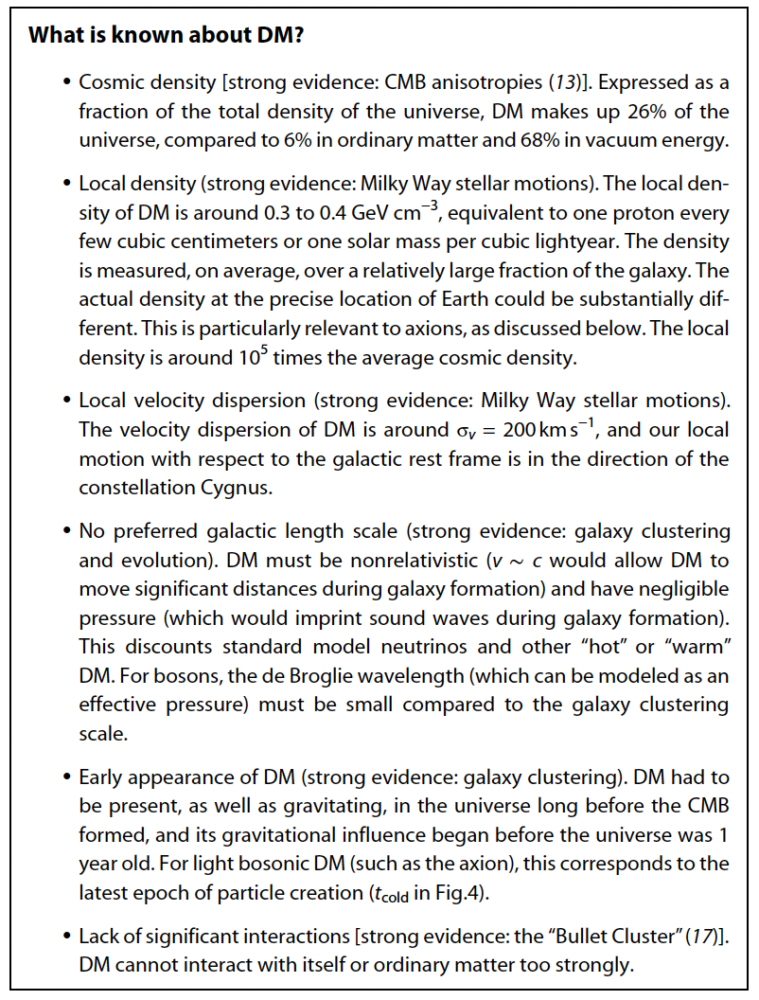 What is known about DM?
• Cosmic density [strong evidence: CMB anisotropies (13)]. Expressed as a
fraction of the total density of the universe, DM makes up 26% of the
universe, compared to 6% in ordinary matter and 68% in vacuum energy.
• Local density (strong evidence: Milky Way stellar motions). The local den-
sity of DM is around 0.3 to 0.4 GeV cm⁻³, equivalent to one proton every
few cubic centimeters or one solar mass per cubic lightyear. The density
is measured, on average, over a relatively large fraction of the galaxy. The
actual density at the precise location of Earth could be substantially dif-
ferent. This is particularly relevant to axions, as discussed below. The local
density is around 10⁵ times the average cosmic density.
• Local velocity dispersion (strong evidence: Milky Way stellar motions).
The velocity dispersion of DM is around σᵥ = 200 km s⁻¹, and our local
motion with respect to the galactic rest frame is in the direction of the
constellation Cygnus.
• No preferred galactic length scale (strong evidence: galaxy clustering
and evolution). DM must be nonrelativistic (v ~ c would allow DM to
move significant distances during galaxy formation) and have negligible
pressure (which would imprint sound waves during galaxy formation).
This discounts standard model neutrinos and other “hot” or “warm”
DM. For bosons, the de Broglie wavelength (which can be modeled as an
effective pressure) must be small compared to the galaxy clustering
scale.
• Early appearance of DM (strong evidence: galaxy clustering). DM had to
be present, as well as gravitating, in the universe long before the CMB
formed, and its gravitational influence began before the universe was 1
year old. For light bosonic DM (such as the axion), this corresponds to the
latest epoch of particle creation (t_cold in Fig.4).
• Lack of significant interactions [strong evidence: the “Bullet Cluster” (17)].
DM cannot interact with itself or ordinary matter too strongly.